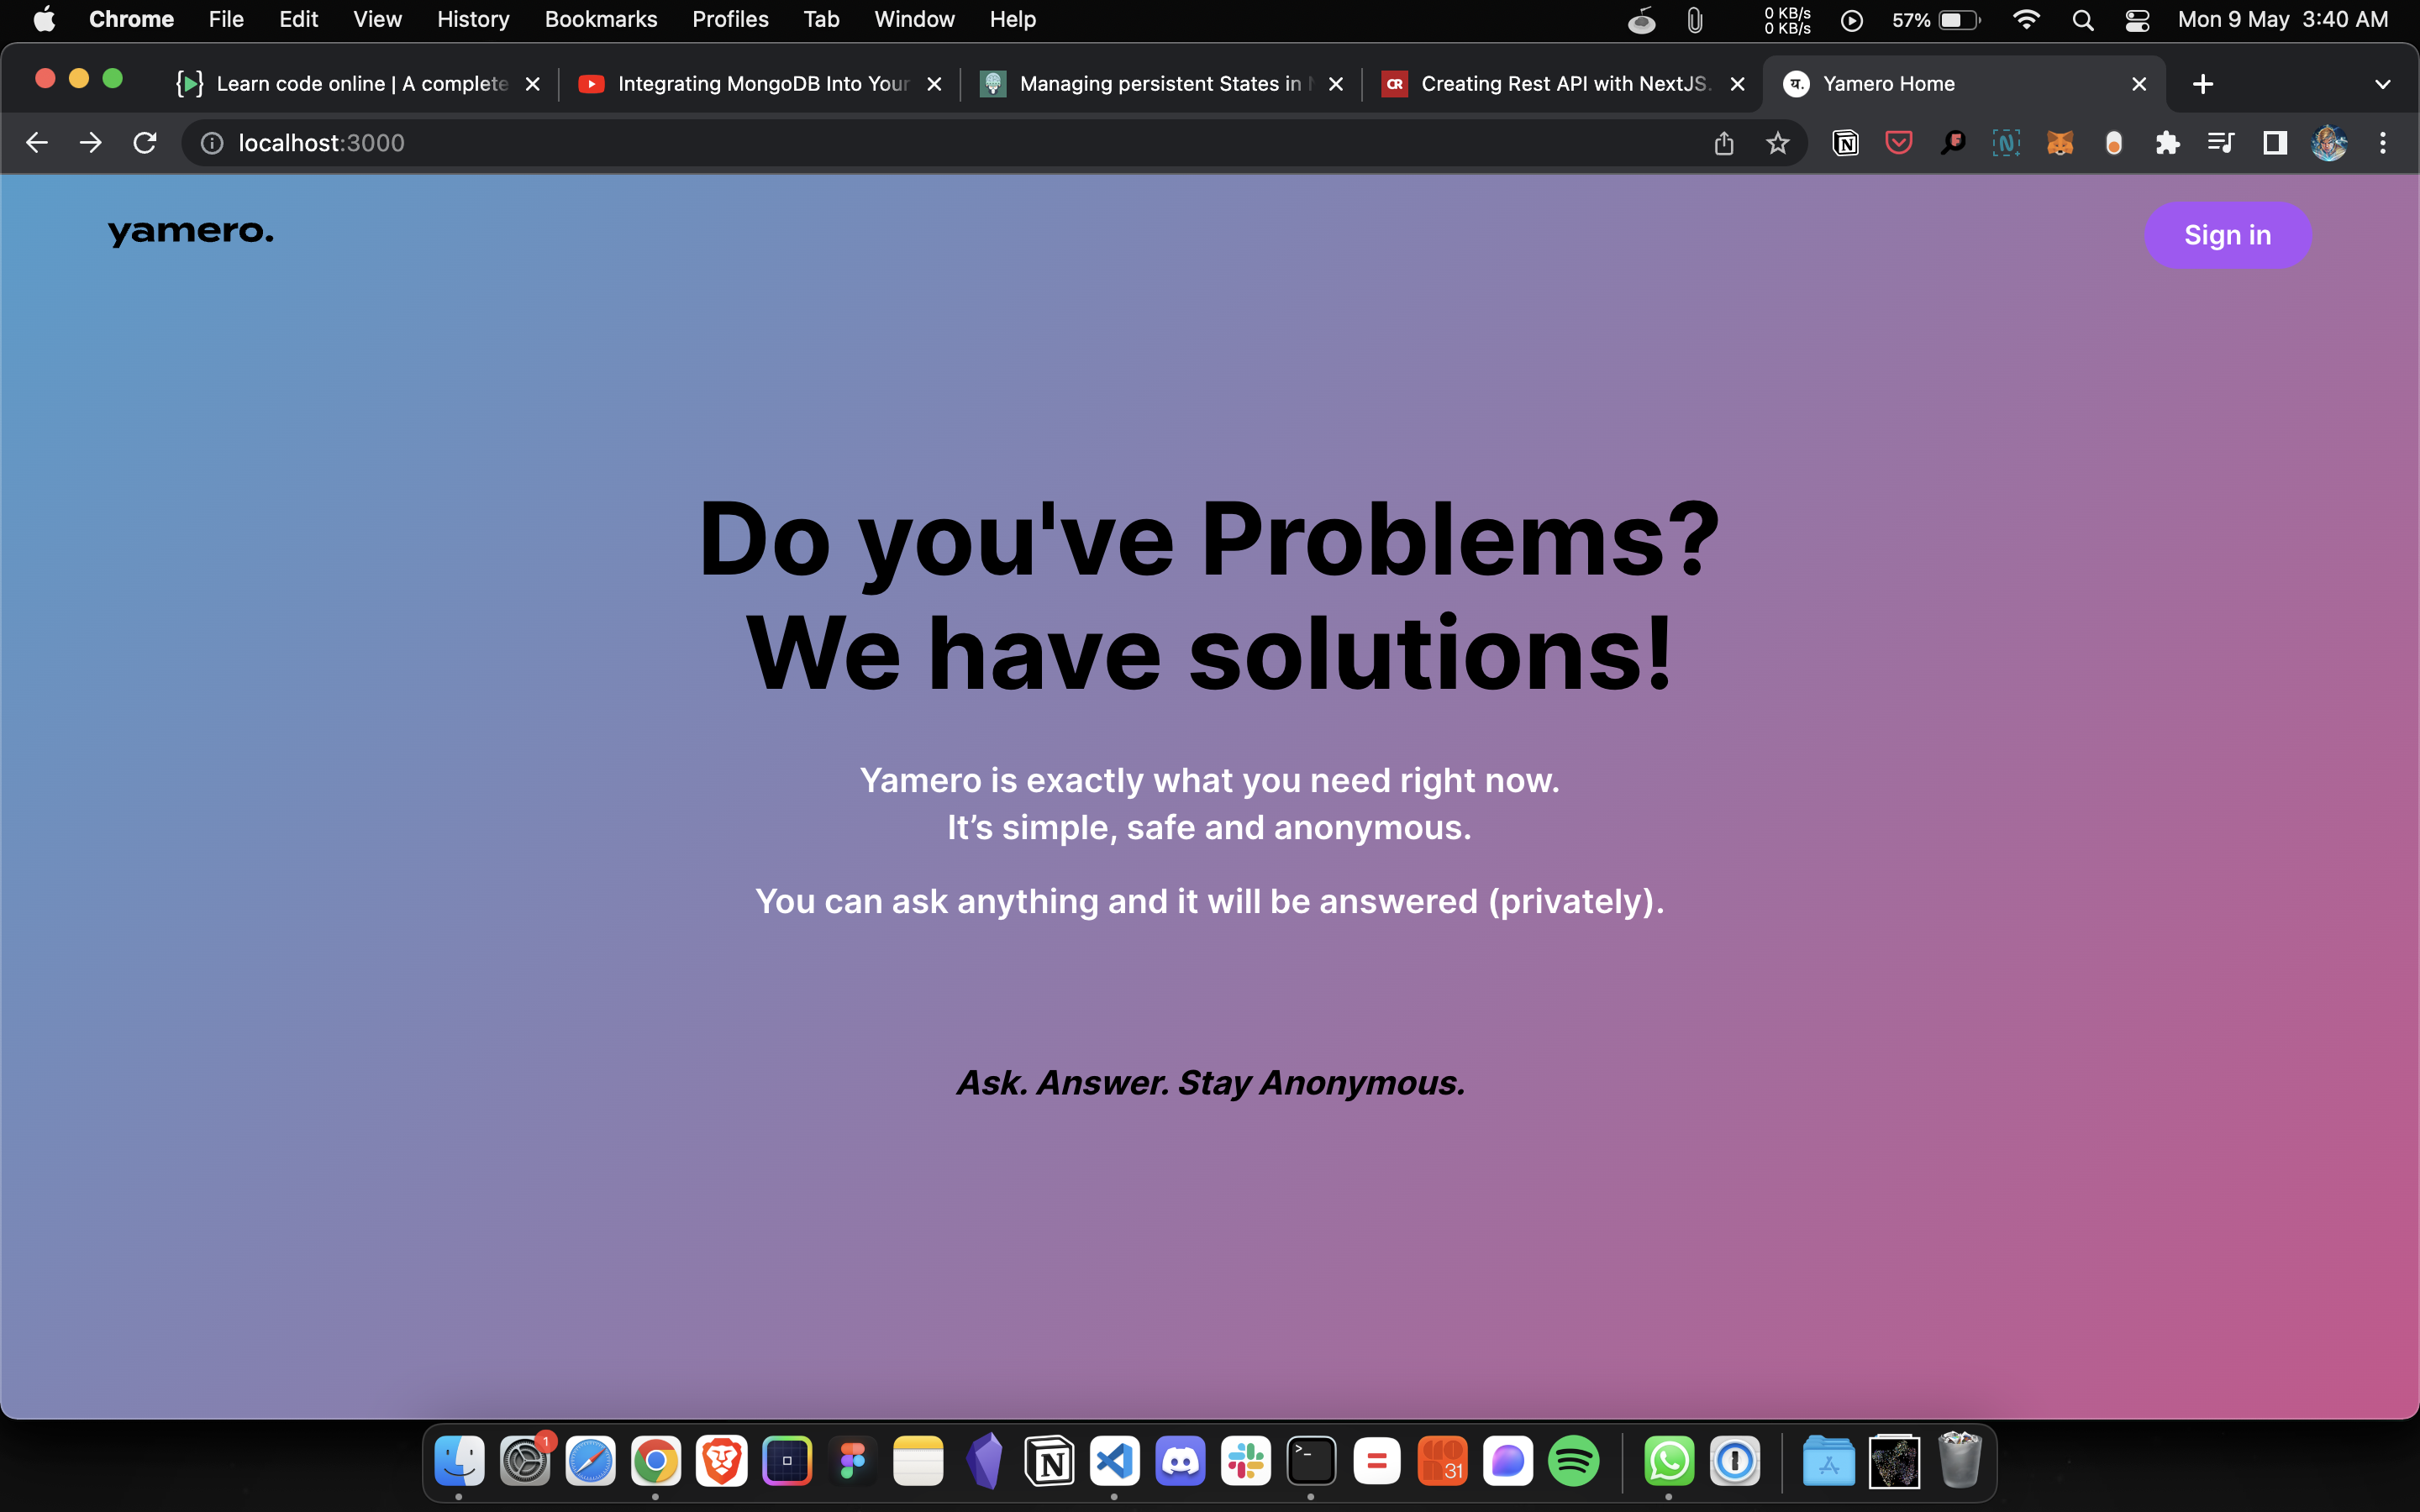 Chrome File Edit View History Bookmarks Profiles Tab Window Help
0 KB/s
0 KB/s
57%
Mon 9 May 3:40 AM
Learn code online | A complete
Integrating MongoDB Into Your
Managing persistent States in
CR
Creating Rest API with NextJS.
य.
Yamero Home
localhost:3000
yamero.
Sign in
Do you've Problems?
We have solutions!
Yamero is exactly what you need right now.
It’s simple, safe and anonymous.
You can ask anything and it will be answered (privately).
Ask. Answer. Stay Anonymous.
1
31